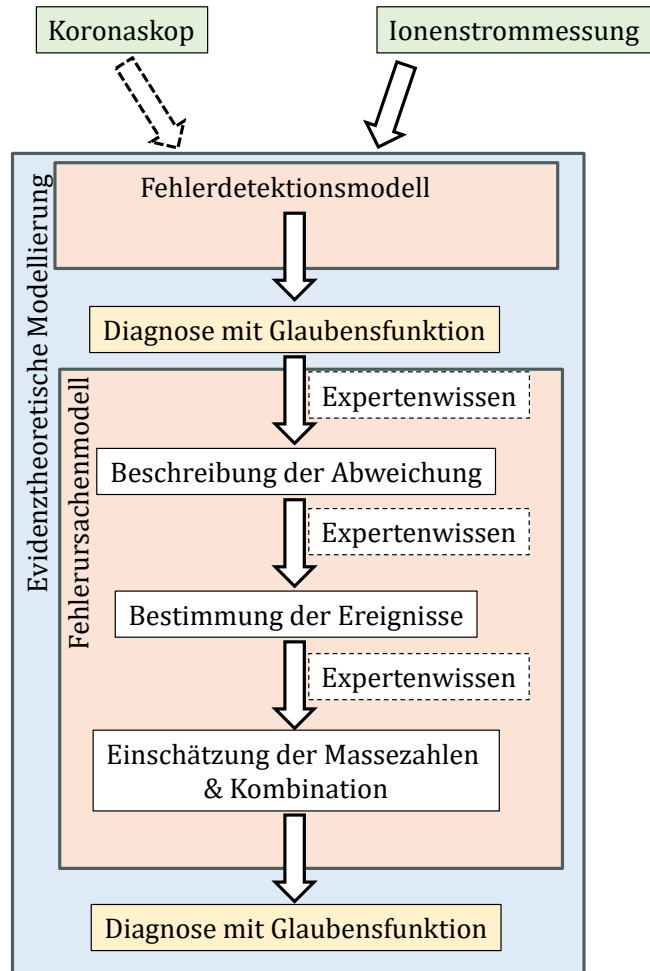 Koronaskop
Ionenstrommessung
Evidenztheoretische Modellierung
Fehlerdetektionsmodell
Diagnose mit Glaubensfunktion
Fehlerursachenmodell
Expertenwissen
Beschreibung der Abweichung
Expertenwissen
Bestimmung der Ereignisse
Expertenwissen
Einschätzung der Massezahlen
& Kombination
Diagnose mit Glaubensfunktion